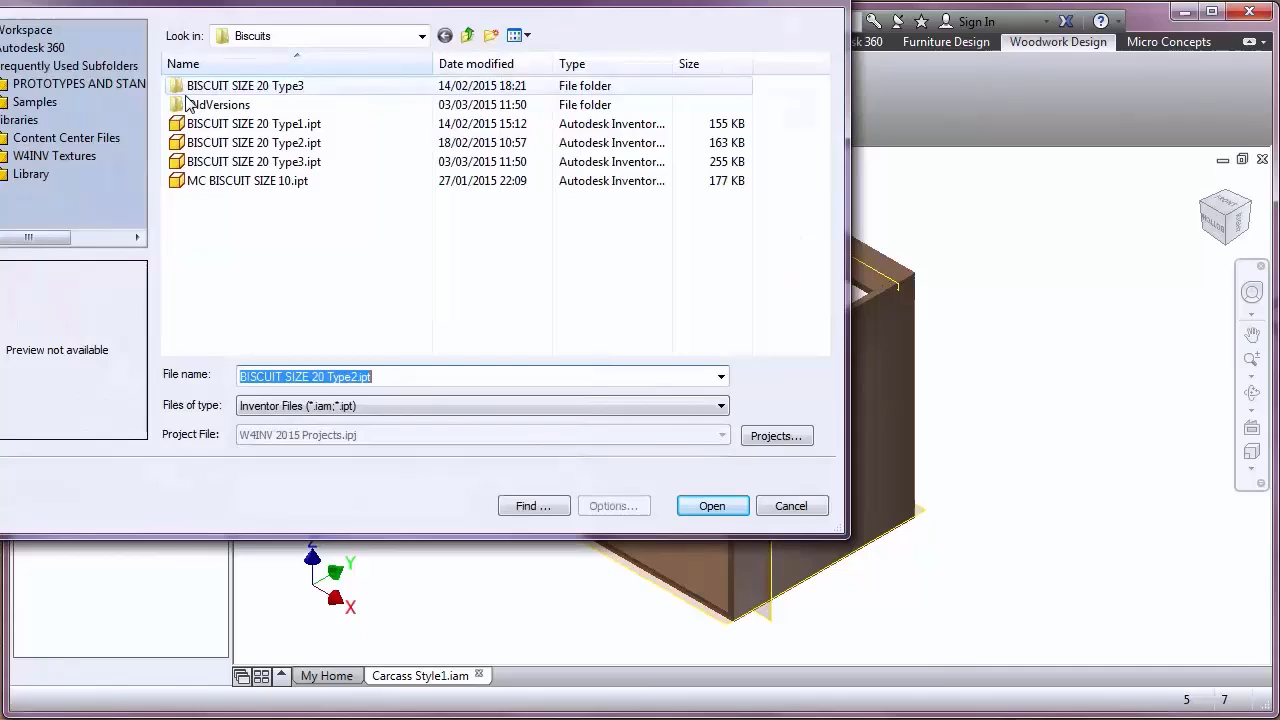 Sign In
?
Workspace
Autodesk 360
requently Used Subfolders
PROTOTYPES AND STAN
Samples
ibraries
Content Center Files
W4INV Textures
Library
Preview not available
Look in:
Biscuits
Name
Date modified
Type
Size
BISCUIT SIZE 20 Type3
14/02/2015 18:21
File folder
ldVersions
03/03/2015 11:50
File folder
BISCUIT SIZE 20 Type1.ipt
14/02/2015 15:12
Autodesk Inventor...
155 KB
BISCUIT SIZE 20 Type2.ipt
18/02/2015 10:57
Autodesk Inventor...
163 KB
BISCUIT SIZE 20 Type3.ipt
03/03/2015 11:50
Autodesk Inventor...
255 KB
MC BISCUIT SIZE 10.ipt
27/01/2015 22:09
Autodesk Inventor...
177 KB
File name:
BISCUIT SIZE 20 Type2.ipt
Files of type:
Inventor Files (*.iam;*.ipt)
Project File:
W4INV 2015 Projects.ipj
Projects...
Find ...
Options...
Open
Cancel
sk 360
Furniture Design
Woodwork Design
Micro Concepts
BOTTOM
Z
Y
X
My Home
Carcass Style1.iam
5
7